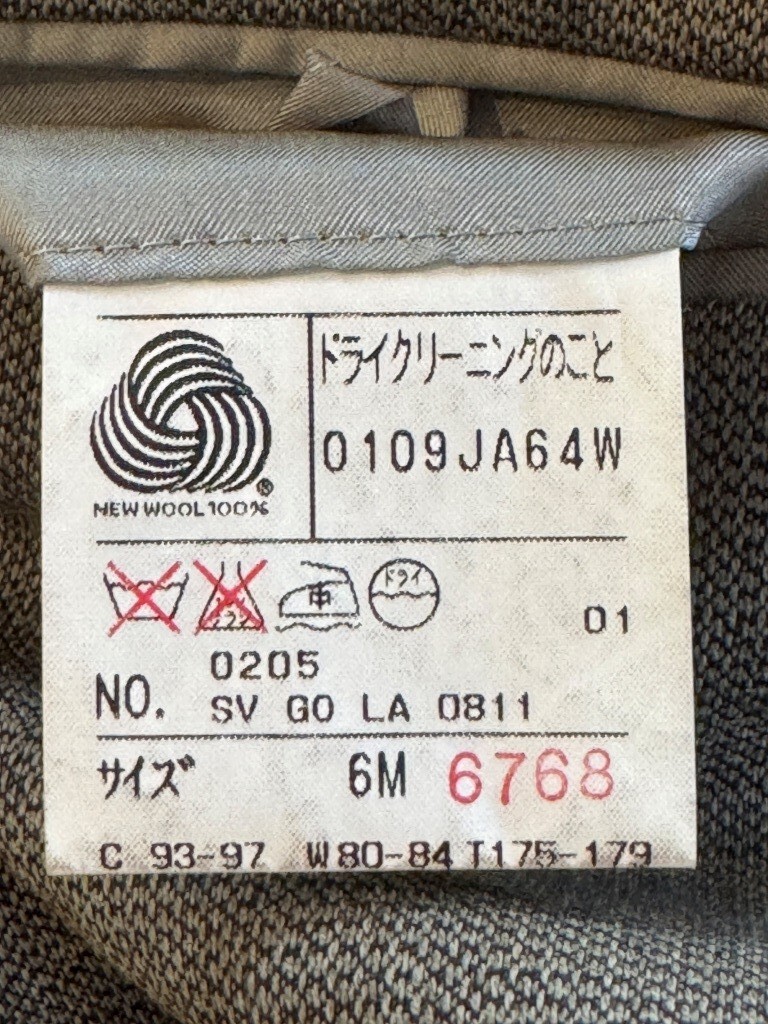 ドライクリーニングのこと
0109JA64W
®
NEW WOOL 100%
中
ドライ
01
0205
NO. SV GO LA 0811
サイズ 6M 6768
C 93-97 W80-84 T175-179